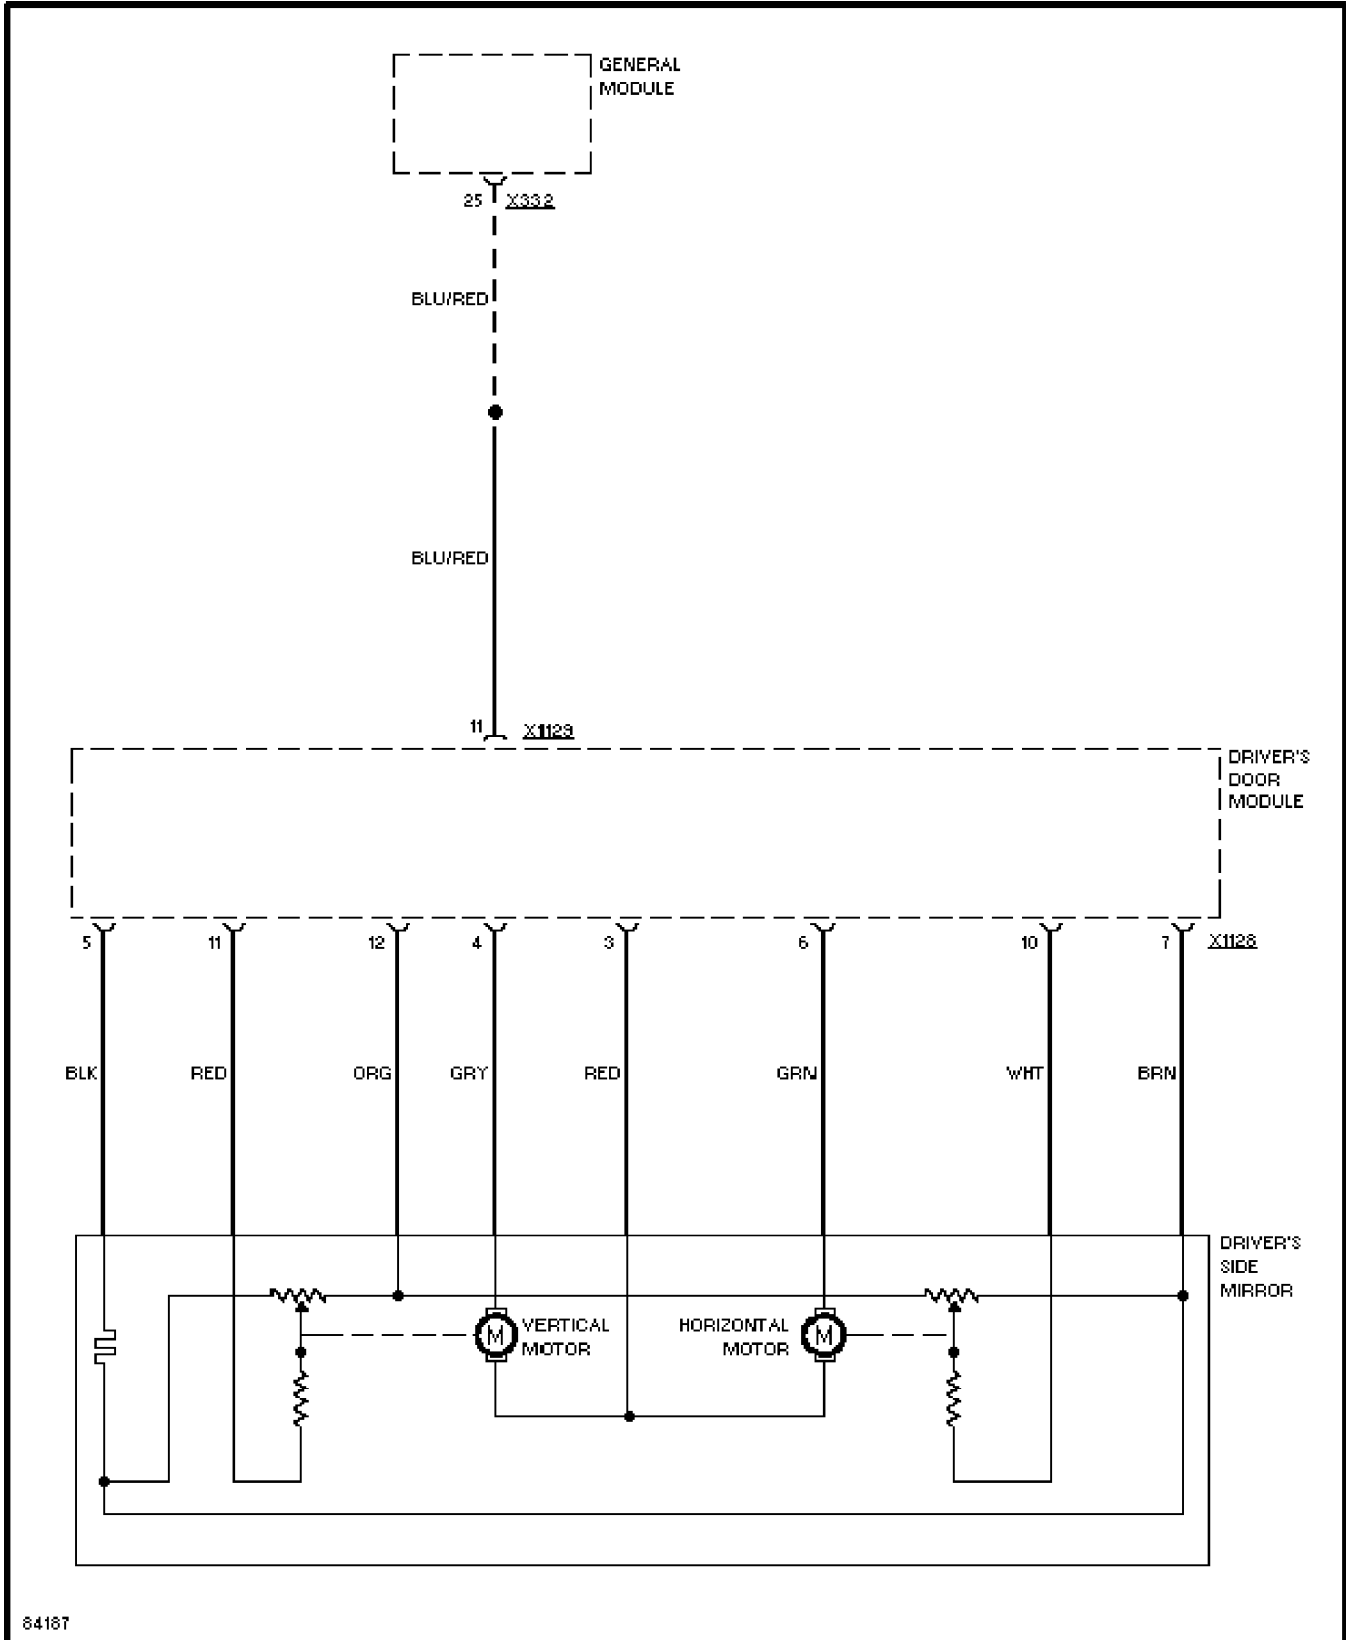 GENERAL
MODULE
25 X332
BLU/RED
BLU/RED
11 X1129
DRIVER'S
DOOR
MODULE
5 11 12 4 3 6 10 7 X1128
BLK RED ORG GRY RED GRN WHT BRN
DRIVER'S
SIDE
MIRROR
M VERTICAL
MOTOR
HORIZONTAL
MOTOR M
84187